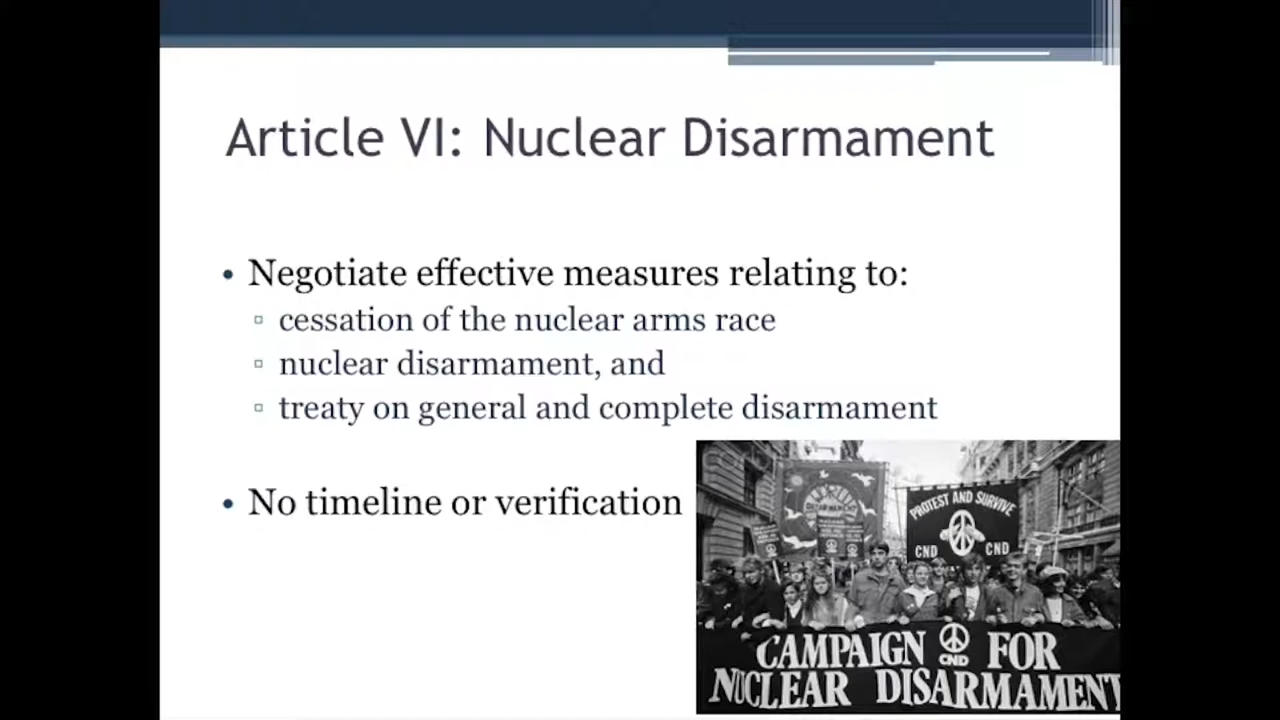 Article VI: Nuclear Disarmament
• Negotiate effective measures relating to:
▫ cessation of the nuclear arms race
▫ nuclear disarmament, and
▫ treaty on general and complete disarmament
• No timeline or verification
PROTEST AND SURVIVE
CND CND
CAMPAIGN CND FOR
NUCLEAR DISARMAMENT